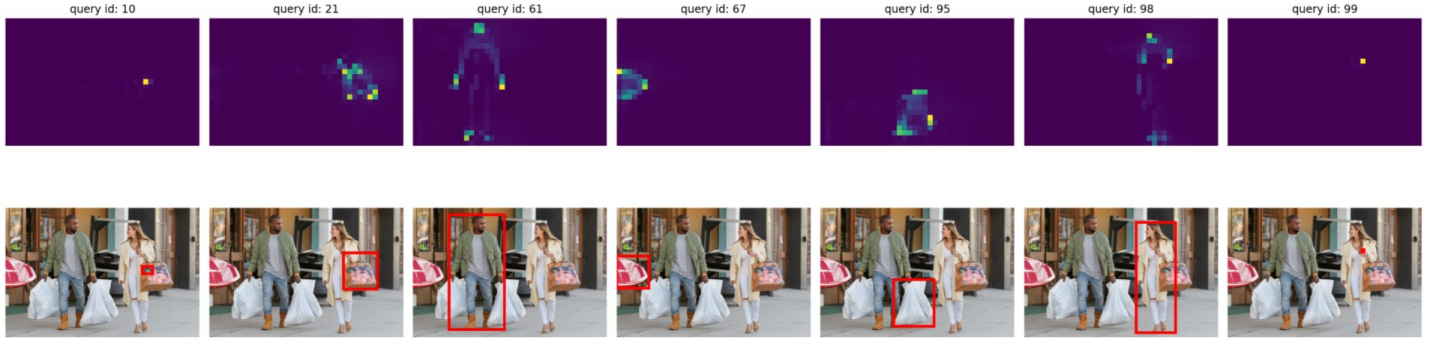 query id: 10
query id: 21
query id: 61
query id: 67
query id: 95
query id: 98
query id: 99